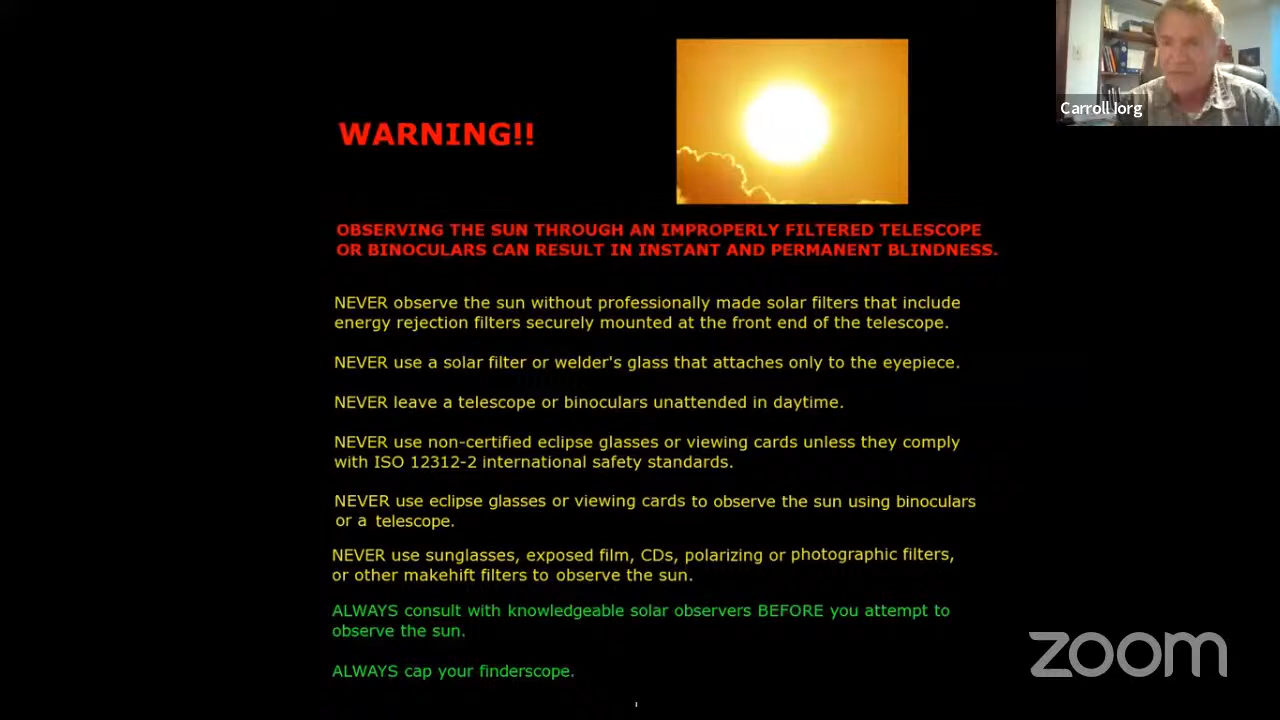 Carroll Iorg
WARNING!!
OBSERVING THE SUN THROUGH AN IMPROPERLY FILTERED TELESCOPE
OR BINOCULARS CAN RESULT IN INSTANT AND PERMANENT BLINDNESS.
NEVER observe the sun without professionally made solar filters that include
energy rejection filters securely mounted at the front end of the telescope.
NEVER use a solar filter or welder's glass that attaches only to the eyepiece.
NEVER leave a telescope or binoculars unattended in daytime.
NEVER use non-certified eclipse glasses or viewing cards unless they comply
with ISO 12312-2 international safety standards.
NEVER use eclipse glasses or viewing cards to observe the sun using binoculars
or a telescope.
NEVER use sunglasses, exposed film, CDs, polarizing or photographic filters,
or other makehift filters to observe the sun.
ALWAYS consult with knowledgeable solar observers BEFORE you attempt to
observe the sun.
ALWAYS cap your finderscope.
zoom